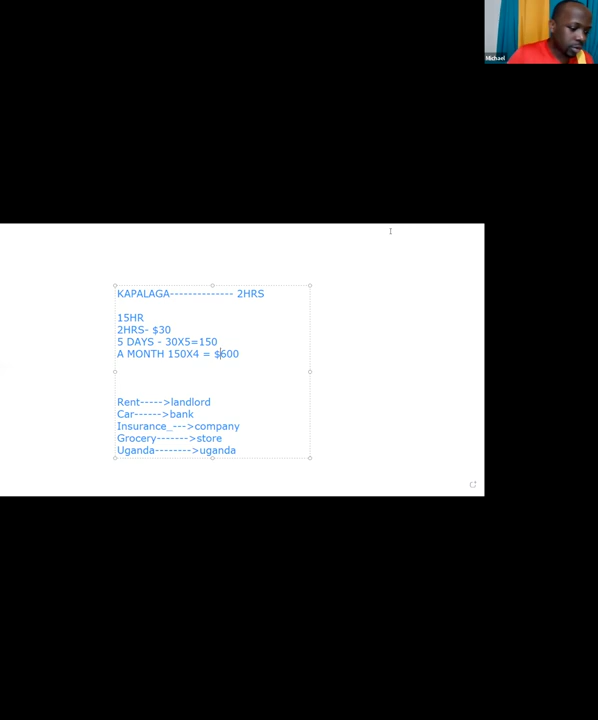 Michael
KAPALAGA-------------- 2HRS
15HR
2HRS- $30
5 DAYS - 30X5=150
A MONTH 150X4 = $600
Rent----->landlord
Car------>bank
Insurance_--->company
Grocery------->store
Uganda-------->uganda